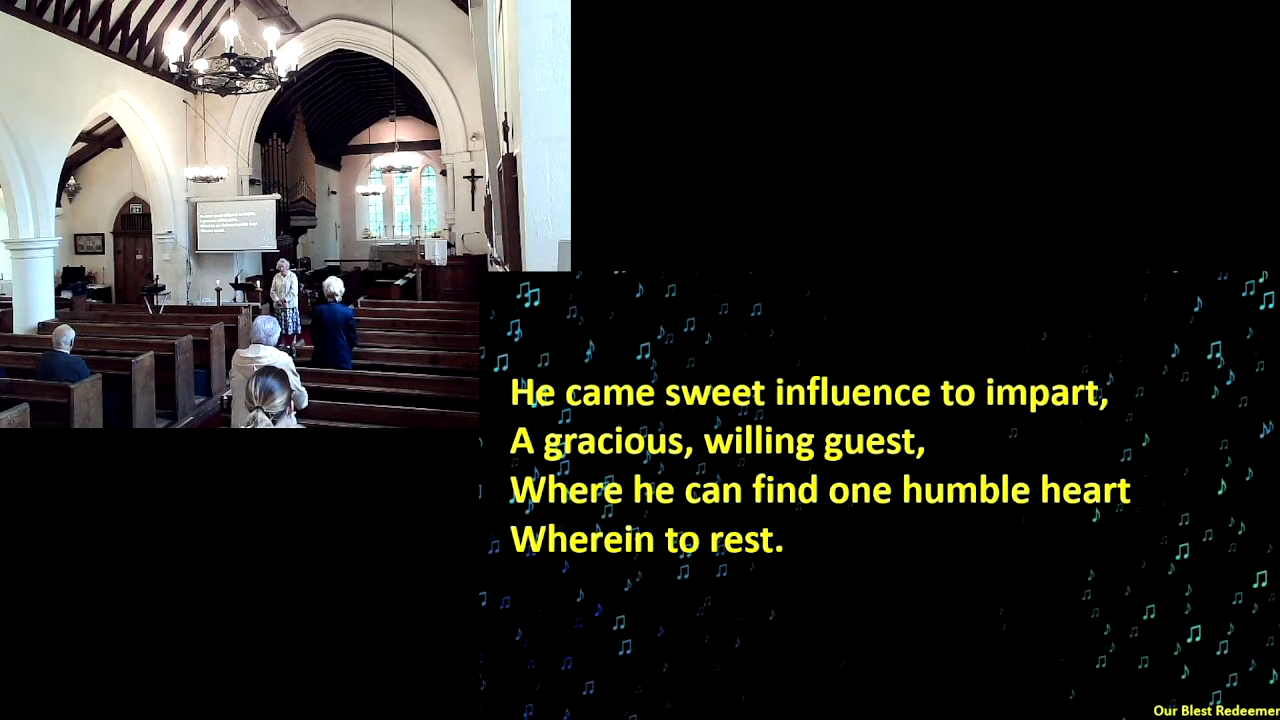 He came sweet influence to impart,
A gracious, willing guest,
Where he can find one humble heart
Wherein to rest.
Our Blest Redeemer